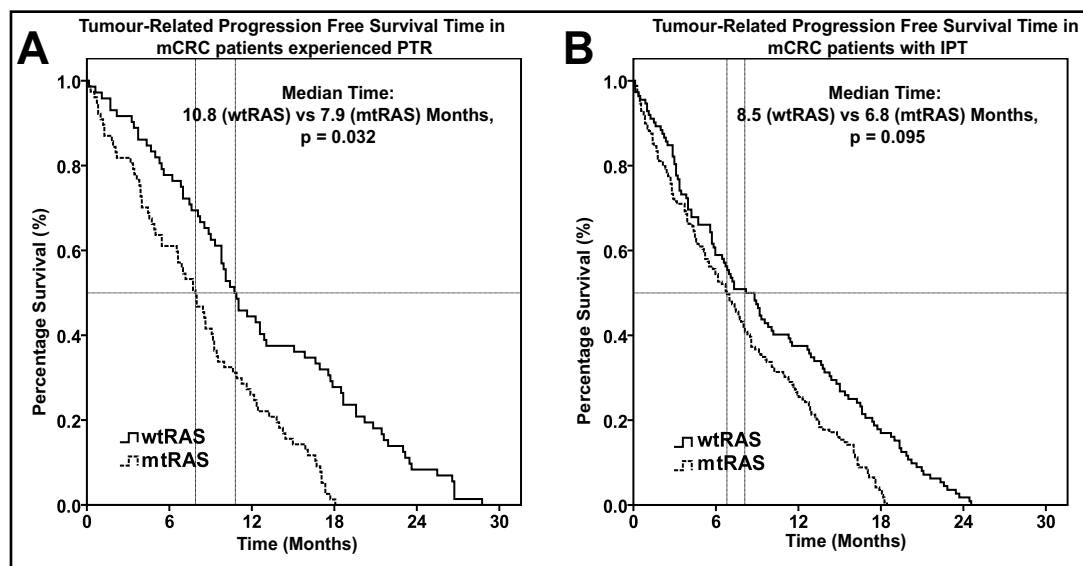 A
Tumour-Related Progression Free Survival Time in
mCRC patients experienced PTR
Median Time:
10.8 (wtRAS) vs 7.9 (mtRAS) Months,
p = 0.032
Percentage Survival (%)
1.0
0.8
0.6
0.4
0.2
0.0
wtRAS
mtRAS
0 6 12 18 24 30
Time (Months)
B
Tumour-Related Progression Free Survival Time in
mCRC patients with IPT
Median Time:
8.5 (wtRAS) vs 6.8 (mtRAS) Months,
p = 0.095
Percentage Survival (%)
1.0
0.8
0.6
0.4
0.2
0.0
wtRAS
mtRAS
0 6 12 18 24 30
Time (Months)